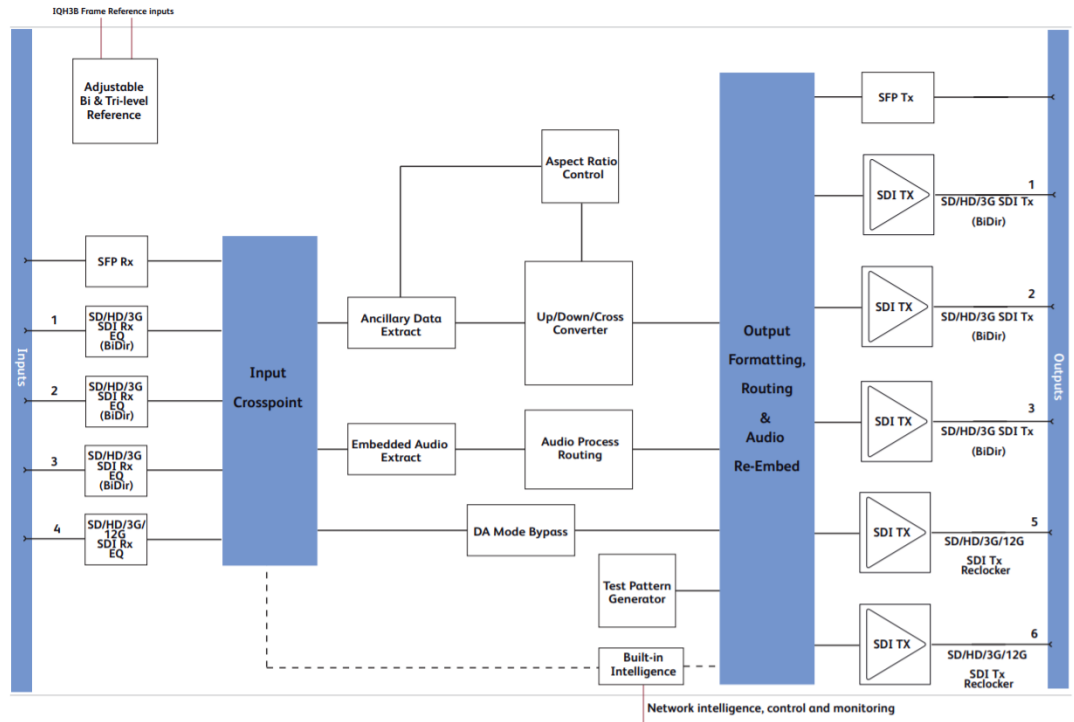 IQH3B Frame Reference inputs
Adjustable
Bi & Tri-level
Reference
Inputs
SFP Rx
1
SD/HD/3G
SDI Rx
EQ
(BiDir)
2
SD/HD/3G
SDI Rx
EQ
(BiDir)
3
SD/HD/3G
SDI Rx
EQ
(BiDir)
4
SD/HD/3G/
12G
SDI Rx
EQ
Input
Crosspoint
Aspect Ratio
Control
Ancillary Data
Extract
Up/Down/Cross
Converter
Embedded Audio
Extract
Audio Process
Routing
DA Mode Bypass
Test Pattern
Generator
Built-in
Intelligence
Network intelligence, control and monitoring
Output
Formatting,
Routing
&
Audio
Re-Embed
SFP Tx
SDI TX
1
SD/HD/3G SDI Tx
(BiDir)
SDI TX
2
SD/HD/3G SDI Tx
(BiDir)
SDI TX
3
SD/HD/3G SDI Tx
(BiDir)
SDI TX
5
SD/HD/3G/12G
SDI Tx
Reclocker
SDI TX
6
SD/HD/3G/12G
SDI Tx
Reclocker
Outputs